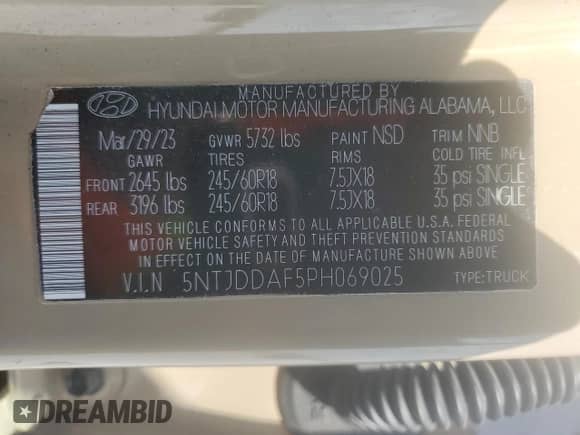 MANUFACTURED BY
HYUNDAI MOTOR MANUFACTURING ALABAMA, LLC
Mar/29/23 GVWR 5732 lbs PAINT NSD TRIM NNB
GAWR TIRES RIMS COLD TIRE INFL
FRONT 2645 lbs 245/60R18 7.5JX18 35 psi SINGLE
REAR 3196 lbs 245/60R18 7.5JX18 35 psi SINGLE
THIS VEHICLE CONFORMS TO ALL APPLICABLE U.S.A. FEDERAL
MOTOR VEHICLE SAFETY AND THEFT PREVENTION STANDARDS
IN EFFECT ON THE DATE OF MANUFACTURE SHOWN ABOVE
V.I.N 5NTJDDAF5PH069025 TYPE:TRUCK
DREAMBID